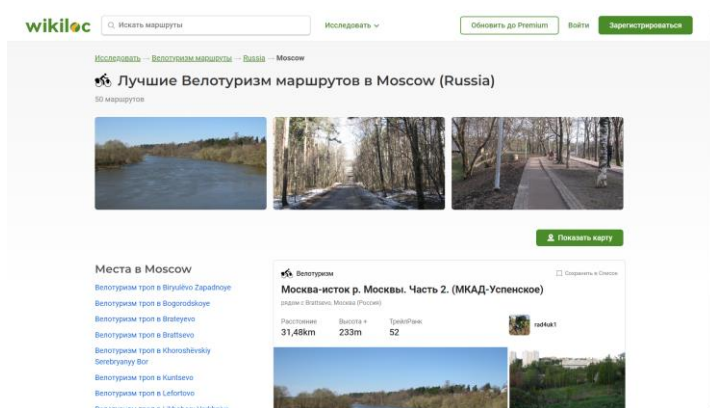 wikiloc
Искать маршруты
Исследовать
Обновить до Premium
Войти
Зарегистрироваться
Исследовать → Велотуризм маршруты → Russia → Moscow
Лучшие Велотуризм маршрутов в Moscow (Russia)
50 маршрутов
Показать карту
Места в Moscow
Велотуризм троп в Biryulëvo Zapadnoye
Велотуризм троп в Bogorodskoye
Велотуризм троп в Brateyevo
Велотуризм троп в Brattsevo
Велотуризм троп в Khoroshëvskiy
Serebryanyy Bor
Велотуризм троп в Kuntsevo
Велотуризм троп в Lefortovo
Велотуризм
Сохранить в Список
Москва-исток р. Москвы. Часть 2. (МКАД-Успенское)
рядом с Brattsevo, Москва (Россия)
Расстояние
Высота +
ТрейлРанк
31,48km
233m
52
rad4uk1